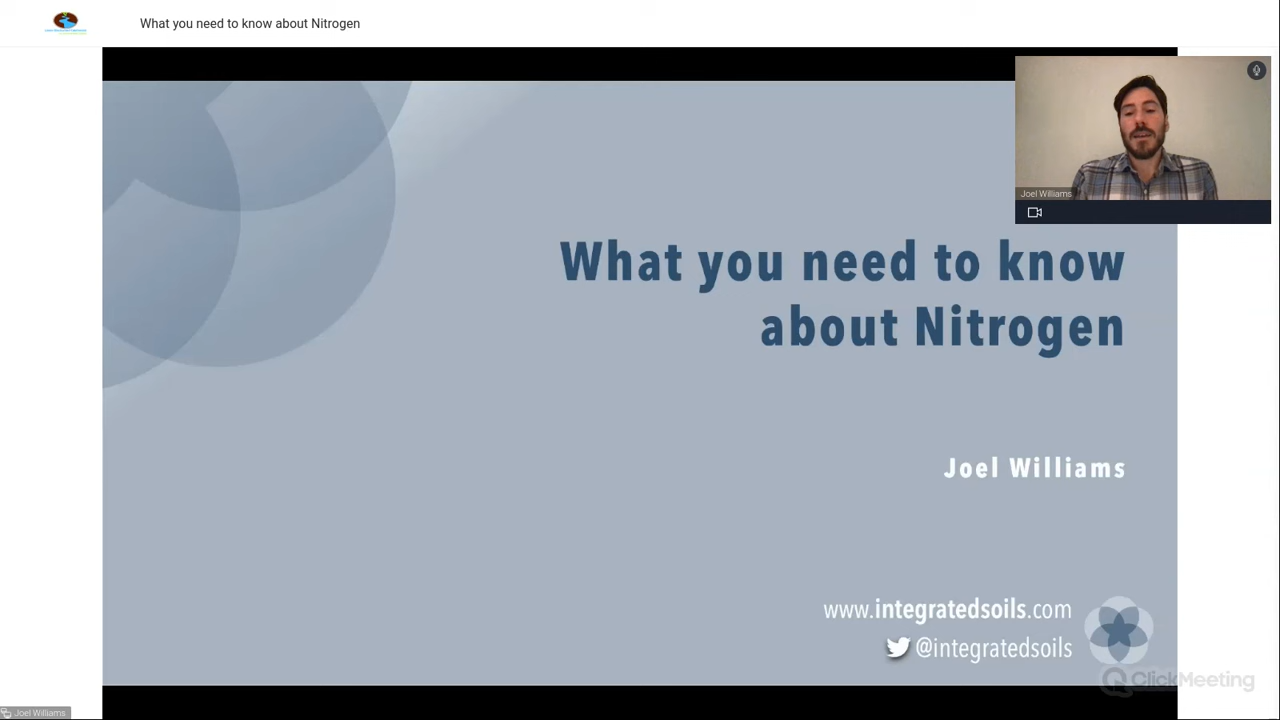 What you need to know about Nitrogen
Joel Williams
What you need to know
about Nitrogen
Joel Williams
www.integratedsoils.com
@integratedsoils
ClickMeeting
Joel Williams